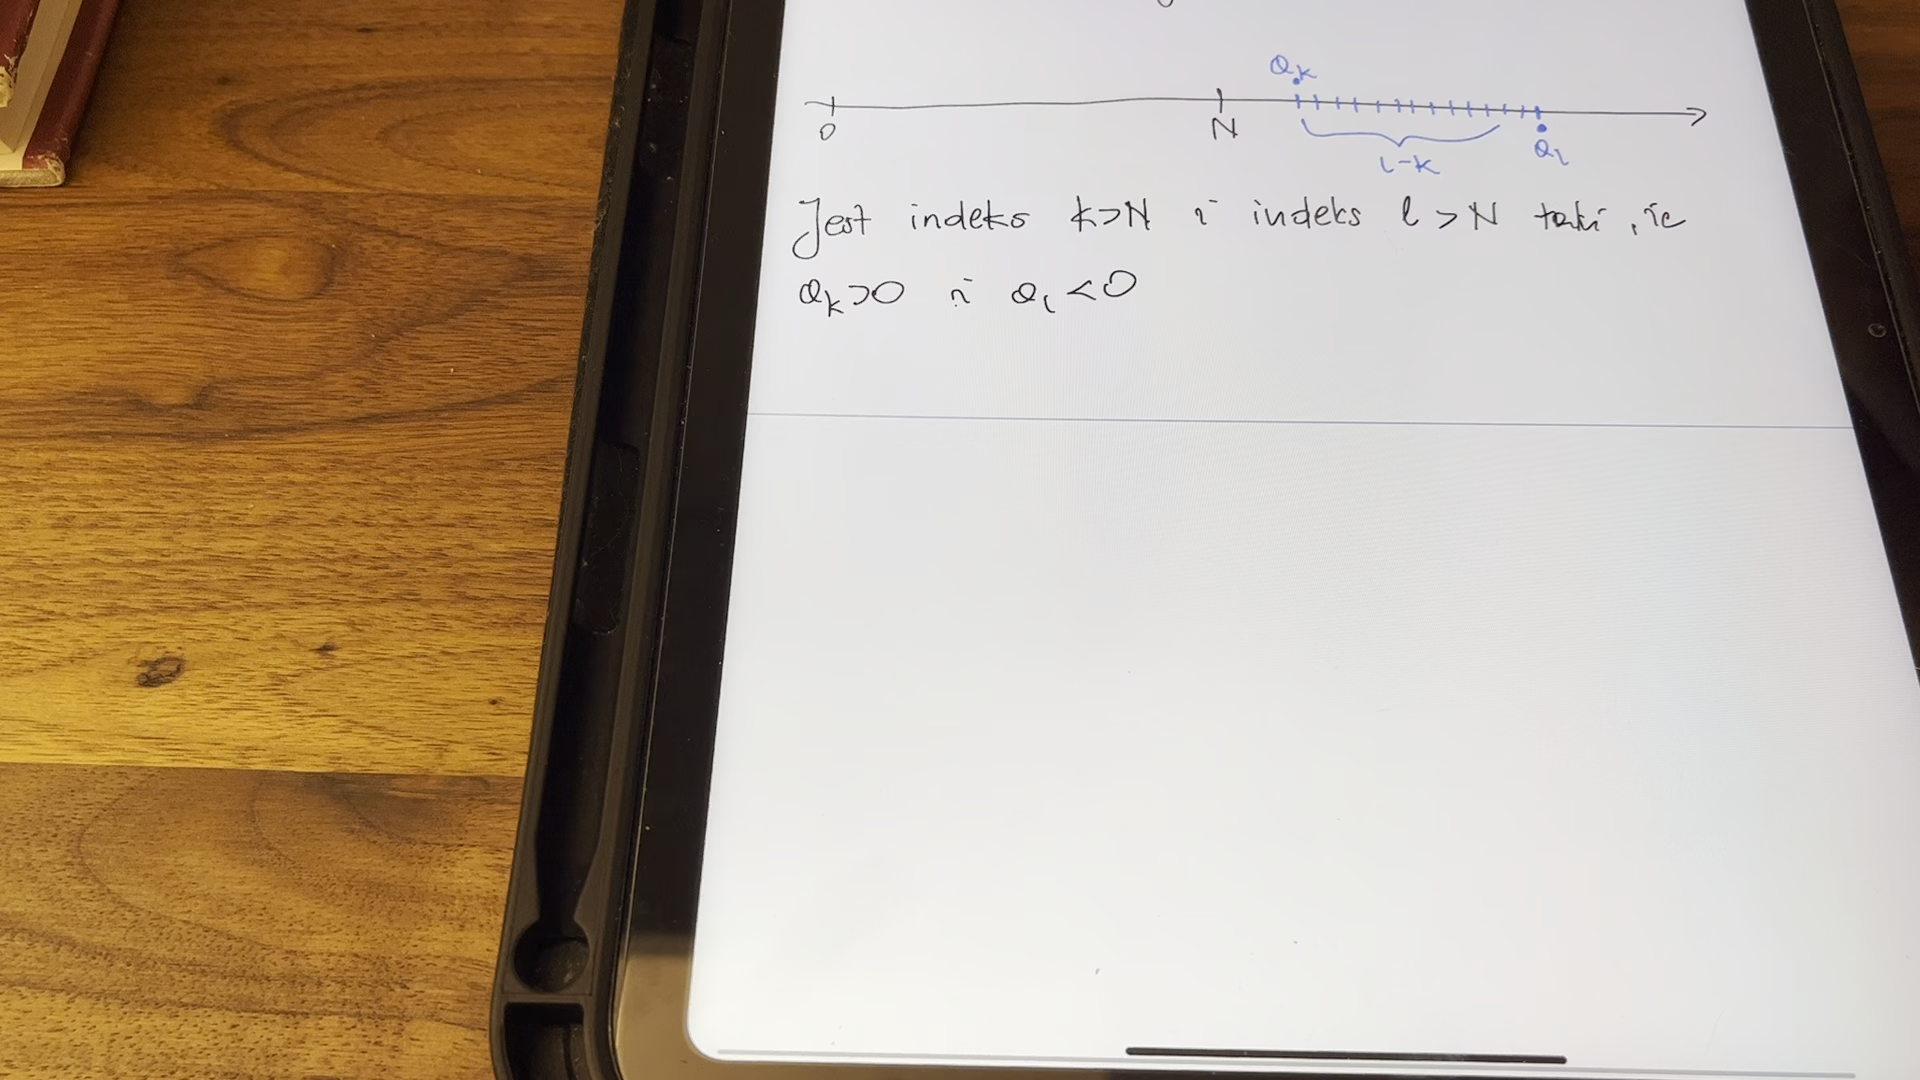 a_k
0 N
l-k a_l
Jest indeks k>N i indeks l>N taki, że
a_k>0 i a_l<0